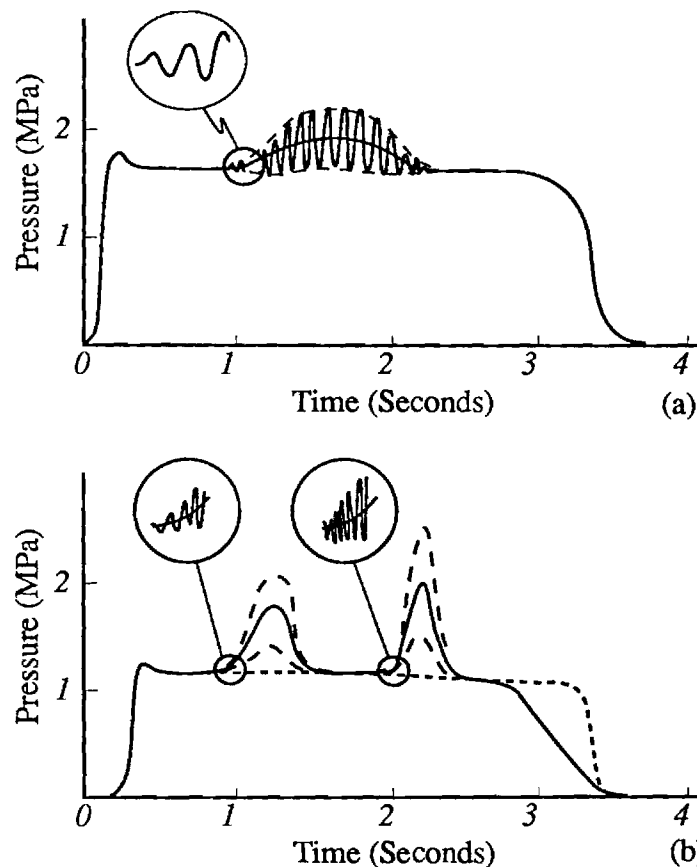 Pressure (MPa)
2
1
0 1 2 3 4
Time (Seconds) (a)
Pressure (MPa)
2
1
0 1 2 3 4
Time (Seconds) (b